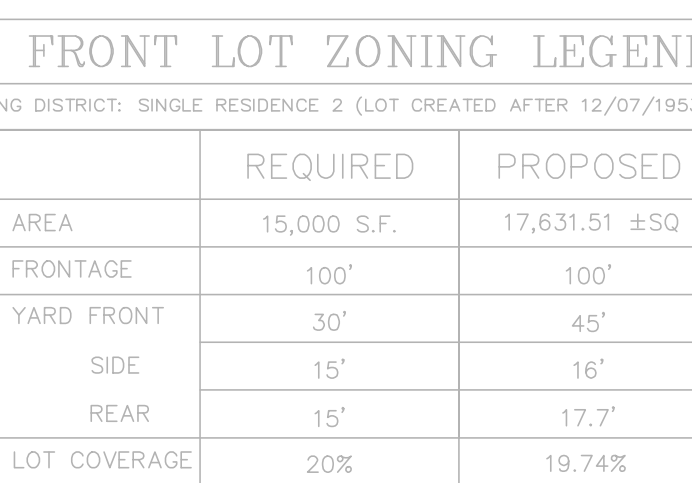 FRONT LOT ZONING LEGEN
NG DISTRICT: SINGLE RESIDENCE 2 (LOT CREATED AFTER 12/07/1953
REQUIRED PROPOSED
AREA 15,000 S.F. 17,631.51 ±SQ
FRONTAGE 100' 100'
YARD FRONT 30' 45'
SIDE 15' 16'
REAR 15' 17.7'
LOT COVERAGE 20% 19.74%